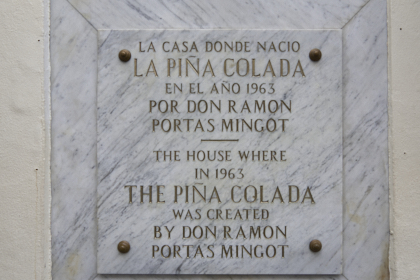 LA CASA DONDE NACIO
LA PIÑA COLADA
EN EL AÑO 1963
POR DON RAMON
PORTAS MINGOT
THE HOUSE WHERE
IN 1963
THE PIÑA COLADA
WAS CREATED
BY DON RAMON
PORTAS MINGOT